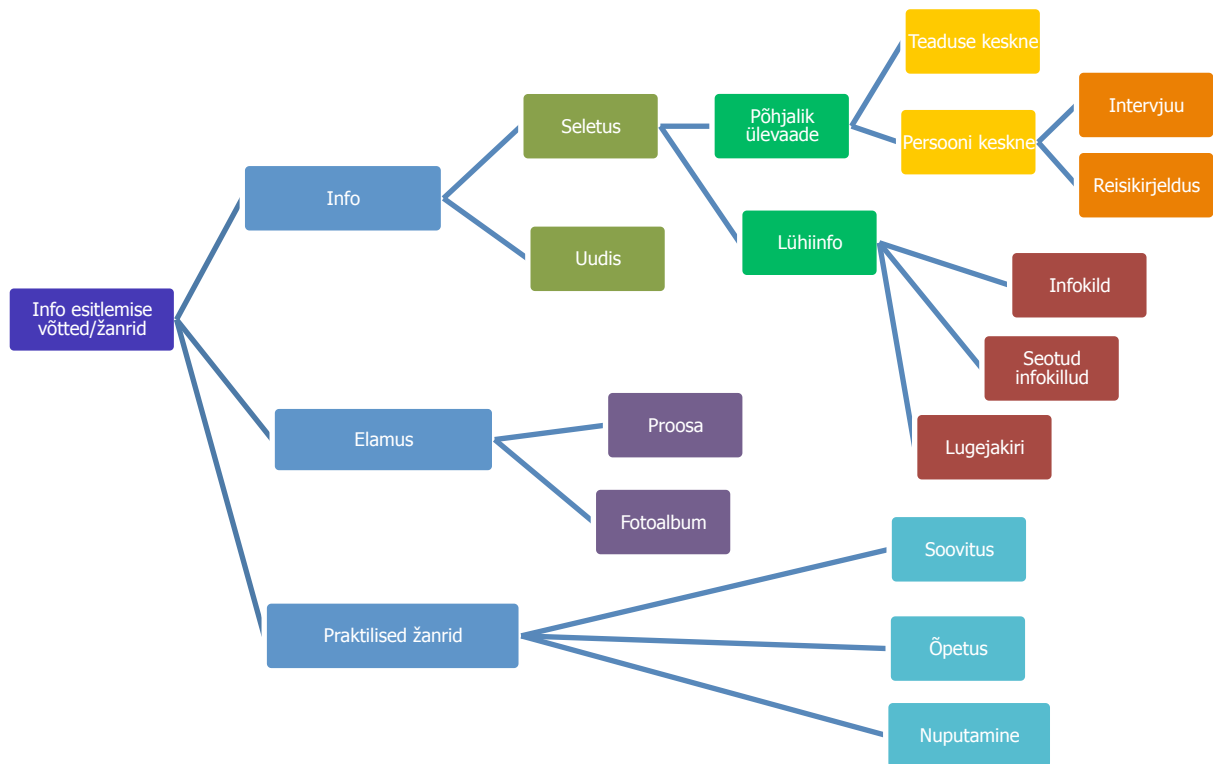 Teaduse keskne
Põhjalik
ülevaade
Seletus
Intervjuu
Persooni keskne
Info
Reisikirjeldus
Lühiinfo
Uudis
Infokild
Info esitlemise
võtted/žanrid
Seotud
infokillud
Proosa
Elamus
Lugejakiri
Fotoalbum
Soovitus
Praktilised žanrid
Õpetus
Nuputamine